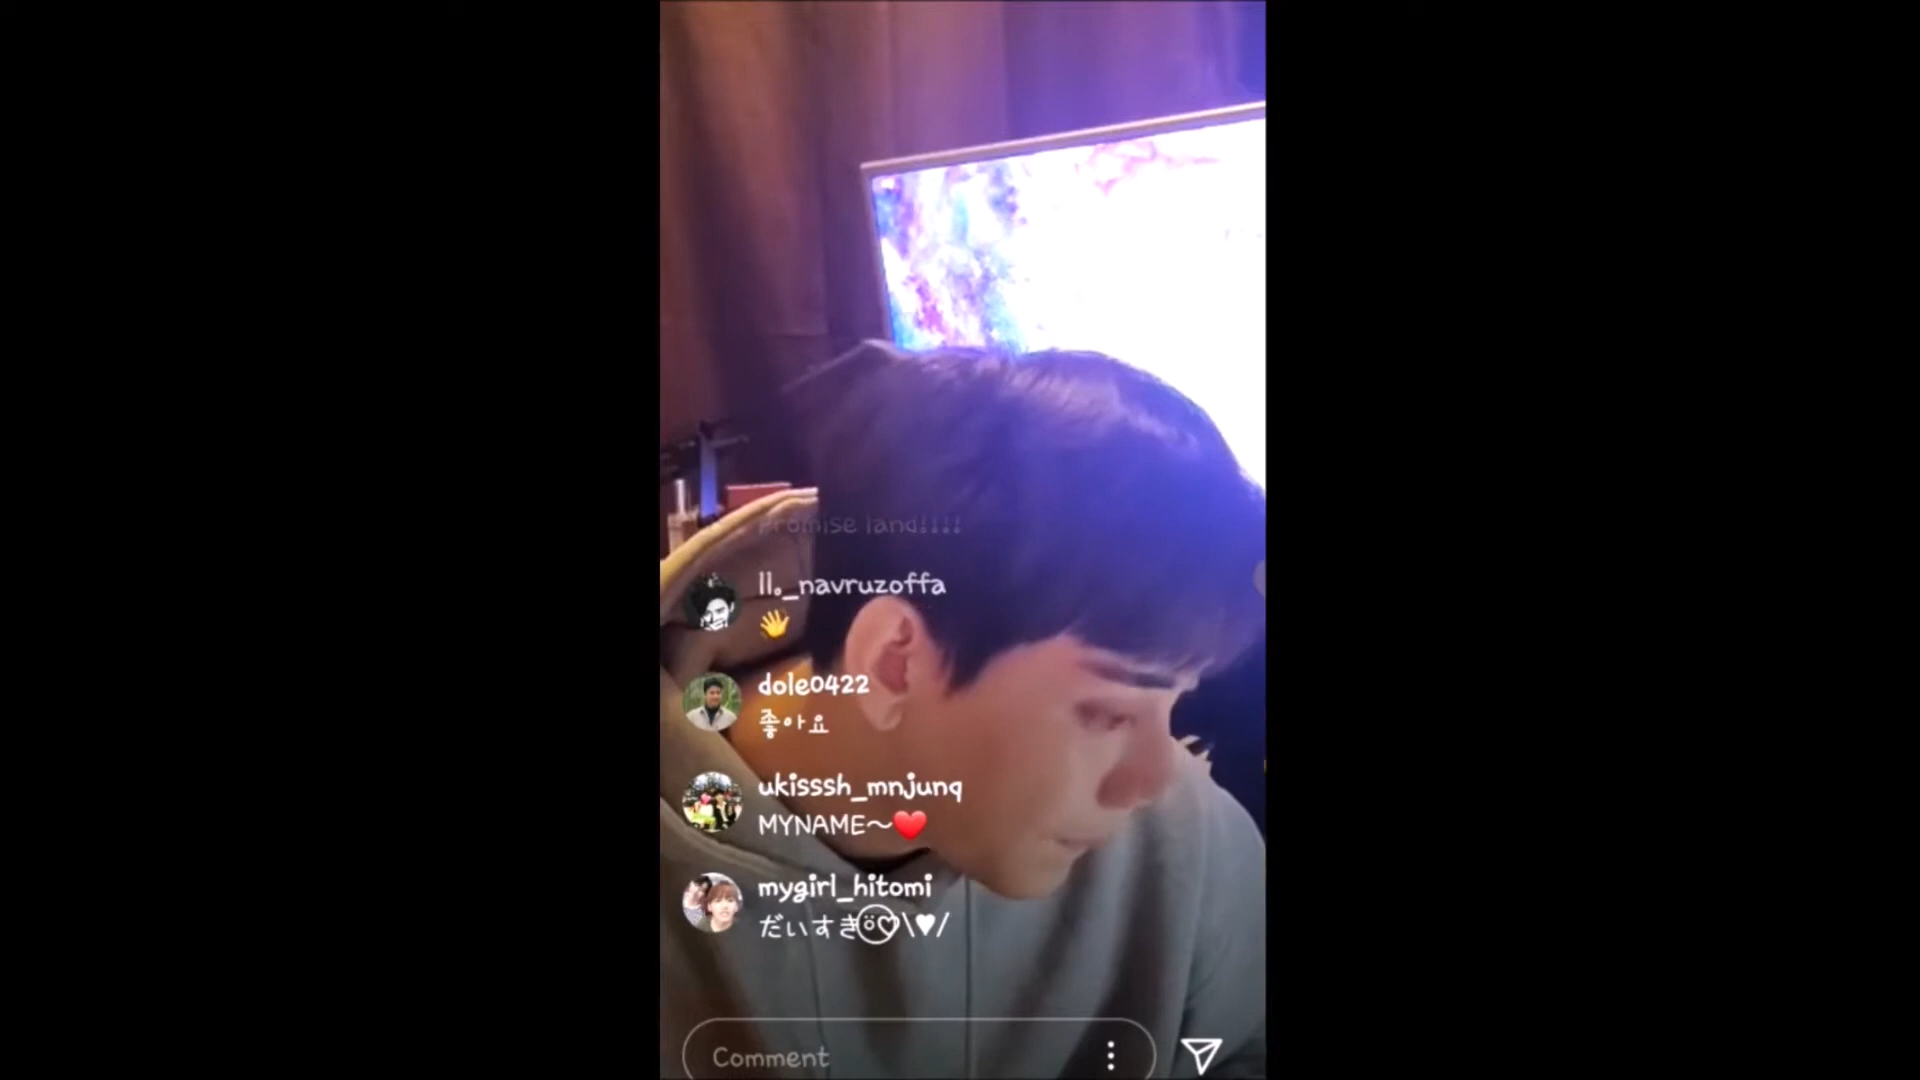 Promise land!!!!
ll._navruzoffa
👋
dole0422
좋아요
ukisssh_mnjunq
MYNAME～❤️
mygirl_hitomi
だいすき\♥/
Comment